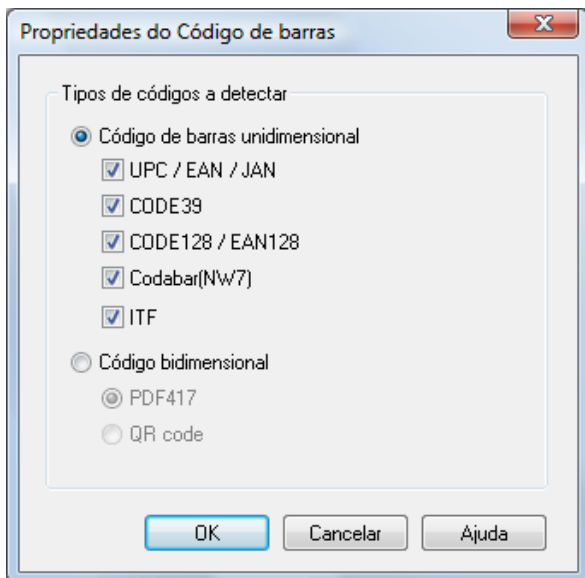 Propriedades do Código de barras
Tipos de códigos a detectar
Código de barras unidimensional
UPC / EAN / JAN
CODE39
CODE128 / EAN128
Codabar(NW7)
ITF
Código bidimensional
PDF417
QR code
OK Cancelar Ajuda